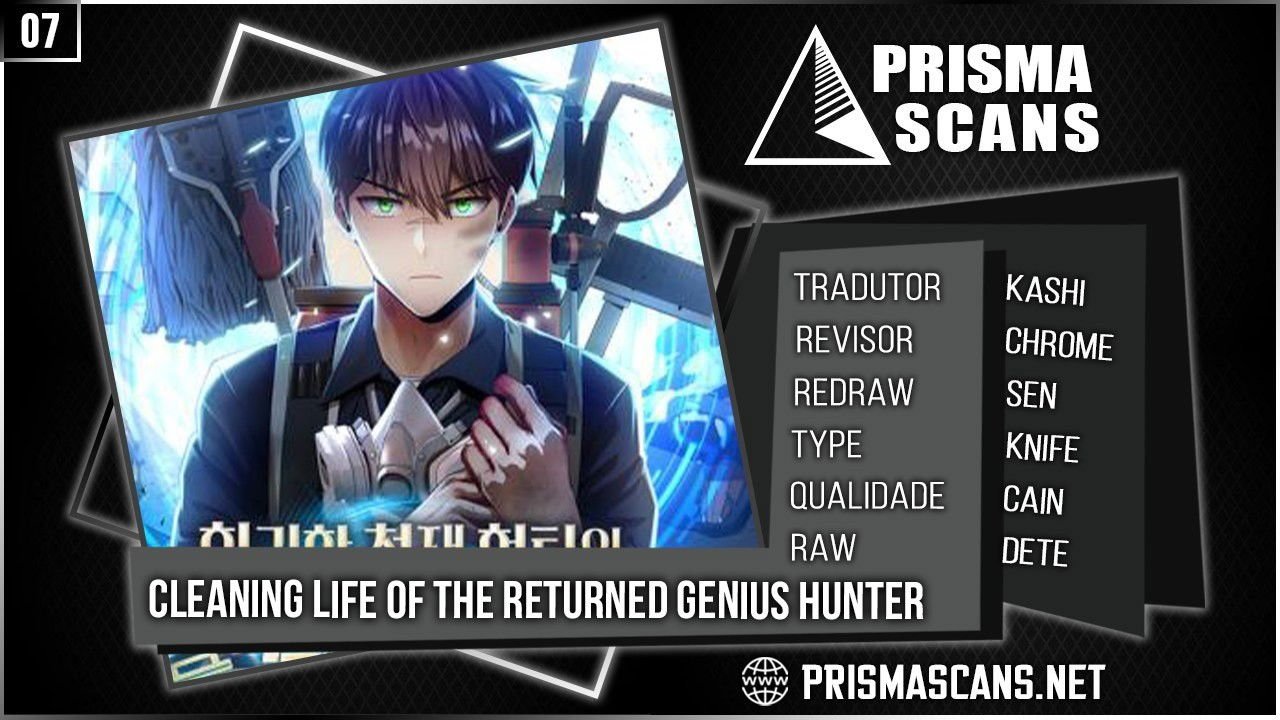 07
PRISMA
SCANS
TRADUTOR KASHI
REVISOR CHROME
REDRAW SEN
TYPE KNIFE
QUALIDADE CAIN
RAW DETE
CLEANING LIFE OF THE RETURNED GENIUS HUNTER
WWW
PRISMASCANS.NET